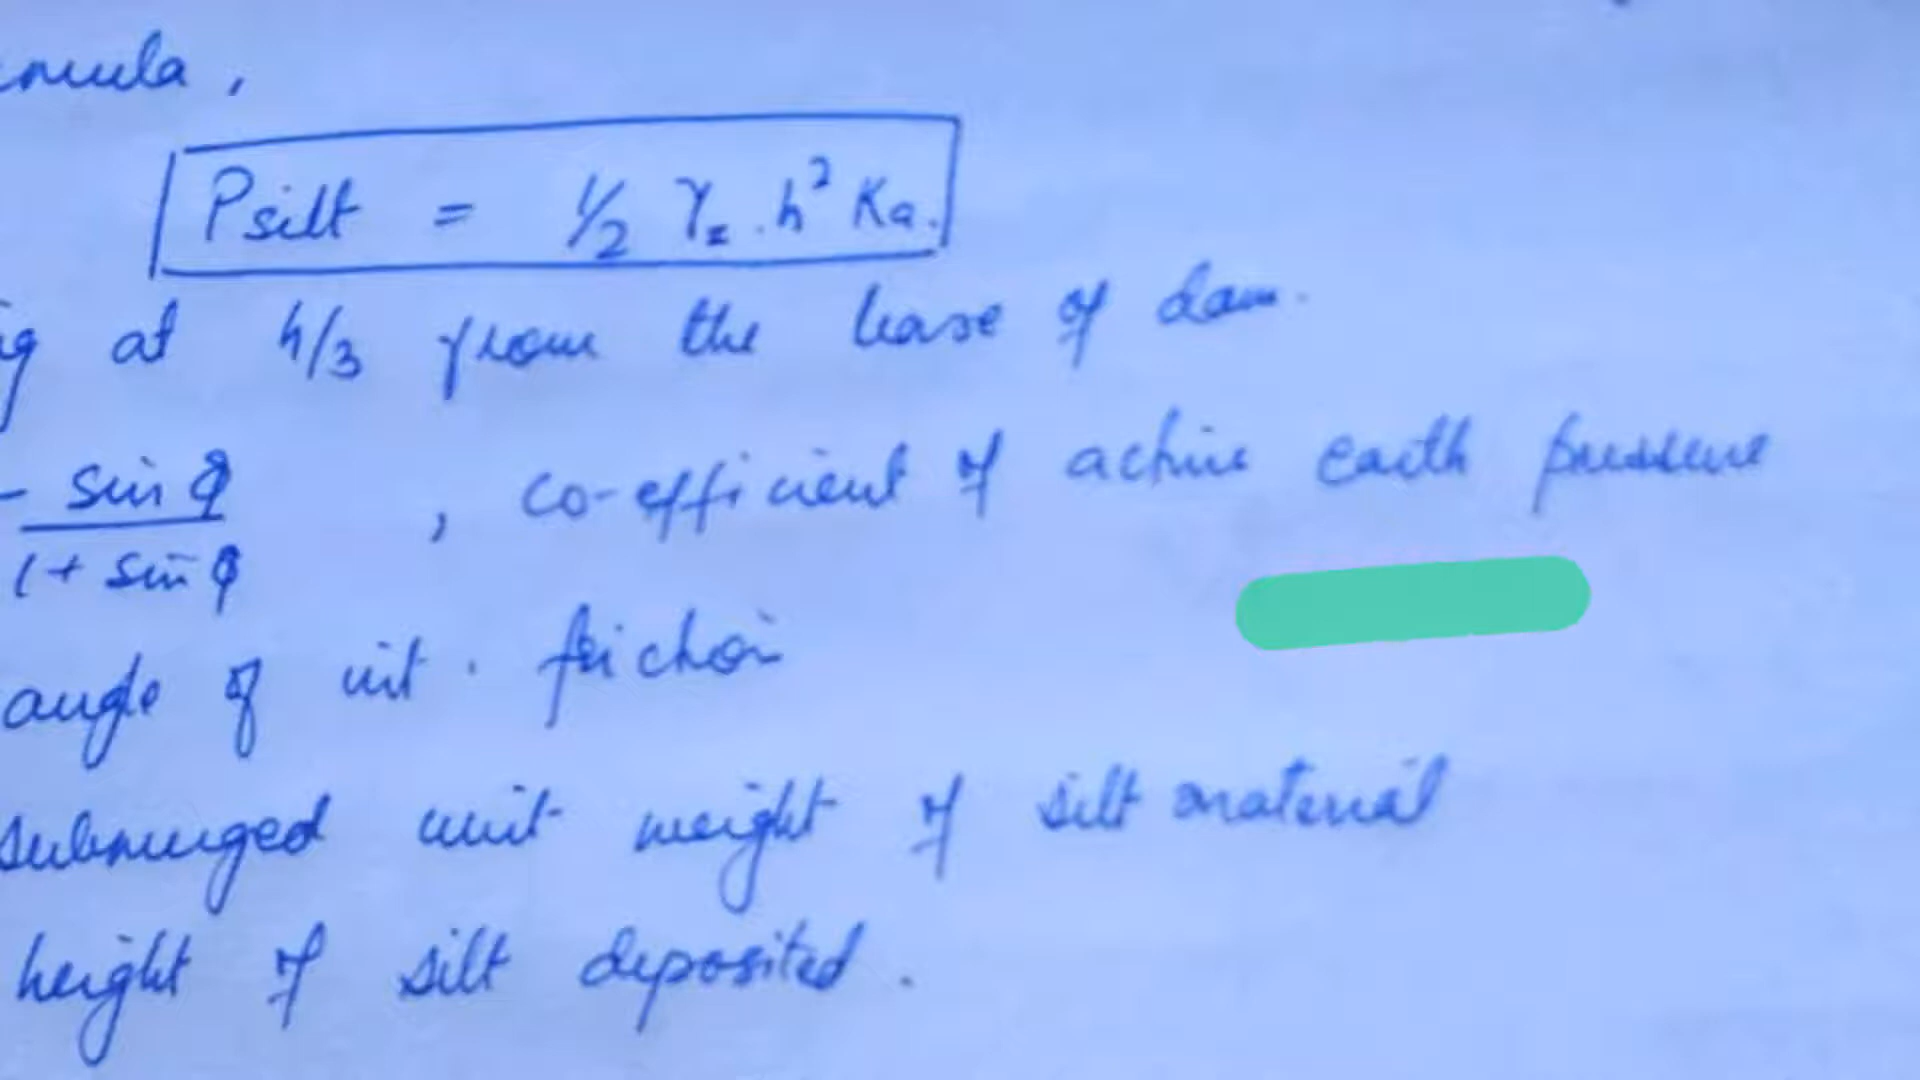 mula,
Psilt = 1/2 γs . h² Ka.
ng at h/3 from the base of dam.
- sin φ / 1 + sin φ , co-efficient of active earth pressure
angle of int. friction
submerged unit weight of silt material
height of silt deposited.